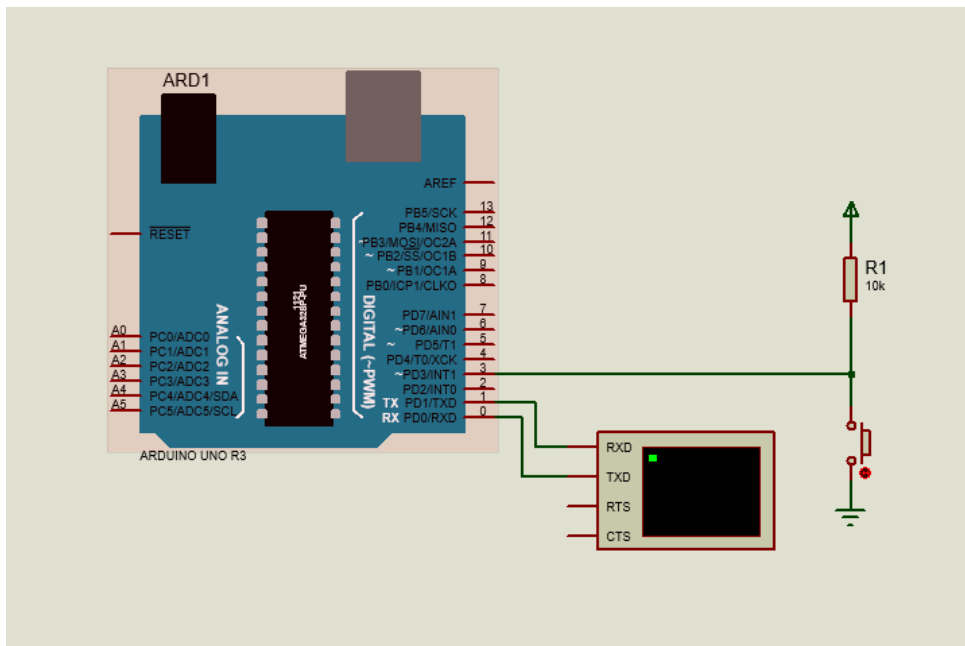 ARD1
AREF
RESET
PB5/SCK 13
PB4/MISO 12
~PB3/MOSI/OC2A 11
~ PB2/SS/OC1B 10
~ PB1/OC1A 9
PB0/ICP1/CLKO 8
PD7/AIN1 7
~PD6/AIN0 6
~ PD5/T1 5
PD4/T0/XCK 4
~PD3/INT1 3
PD2/INT0 2
TX PD1/TXD 1
RX PD0/RXD 0
A0 PC0/ADC0
A1 PC1/ADC1
A2 PC2/ADC2
A3 PC3/ADC3
A4 PC4/ADC4/SDA
A5 PC5/ADC5/SCL
ANALOG IN
1121
ATMEGA328P-PU
DIGITAL (~PWM)
ARDUINO UNO R3
R1
10k
RXD
TXD
RTS
CTS